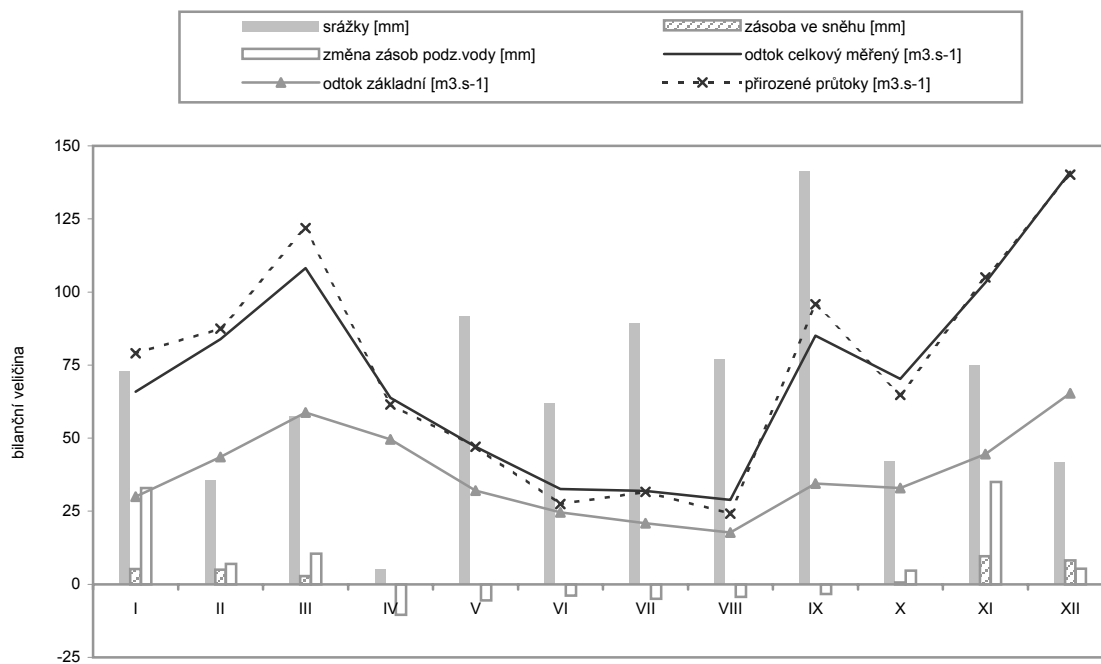 srážky [mm]
zásoba ve sněhu [mm]
změna zásob podz.vody [mm]
odtok celkový měřený [m3.s-1]
odtok základní [m3.s-1]
přirozené průtoky [m3.s-1]
bilanční veličina
150
125
100
75
50
25
0
-25
I II III IV V VI VII VIII IX X XI XII